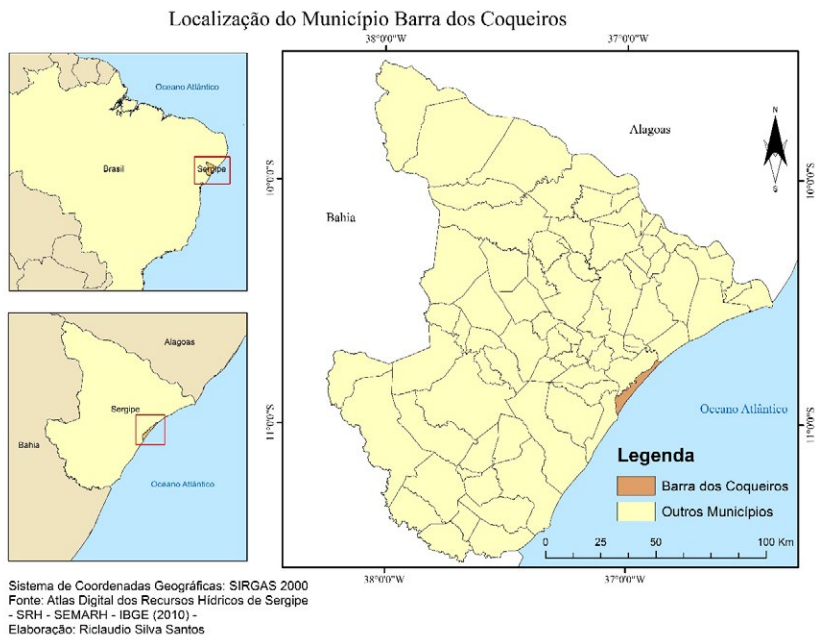 Localização do Município Barra dos Coqueiros
Oceano Atlântico
Brasil
Sergipe
Alagoas
Sergipe
Bahia
Oceano Atlântico
38°0'0"W
37°0'0"W
10°0'0"S
10°0'0"S
11°0'0"S
11°0'0"S
N
Alagoas
Bahia
Oceano Atlântico
Legenda
Barra dos Coqueiros
Outros Municípios
0 25 50 100 Km
38°0'0"W
37°0'0"W
Sistema de Coordenadas Geográficas: SIRGAS 2000
Fonte: Atlas Digital dos Recursos Hídricos de Sergipe
- SRH - SEMARH - IBGE (2010) -
Elaboração: Riclaudio Silva Santos